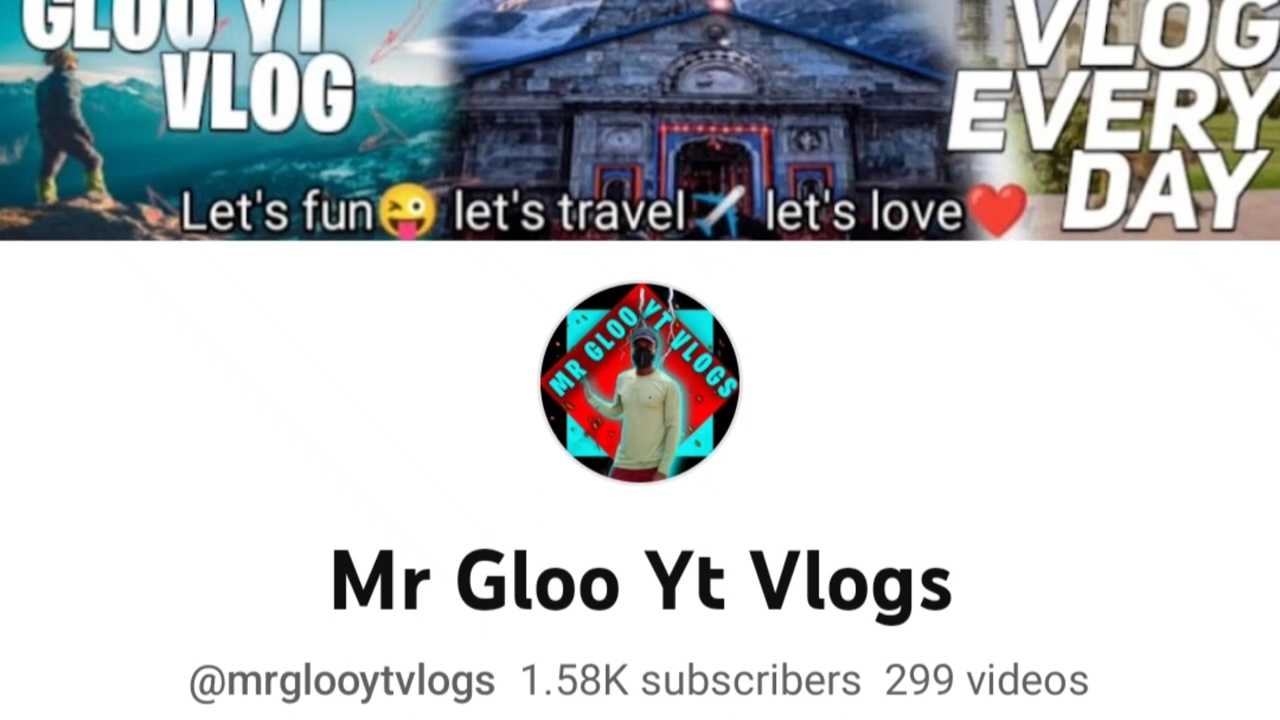 GLOO YT
VLOG
VLOG
EVERY
DAY
Let's fun😜 let's travel✈️ let's love❤️
MR GLOO YT VLOGS
Mr Gloo Yt Vlogs
@mrglooytvlogs 1.58K subscribers 299 videos